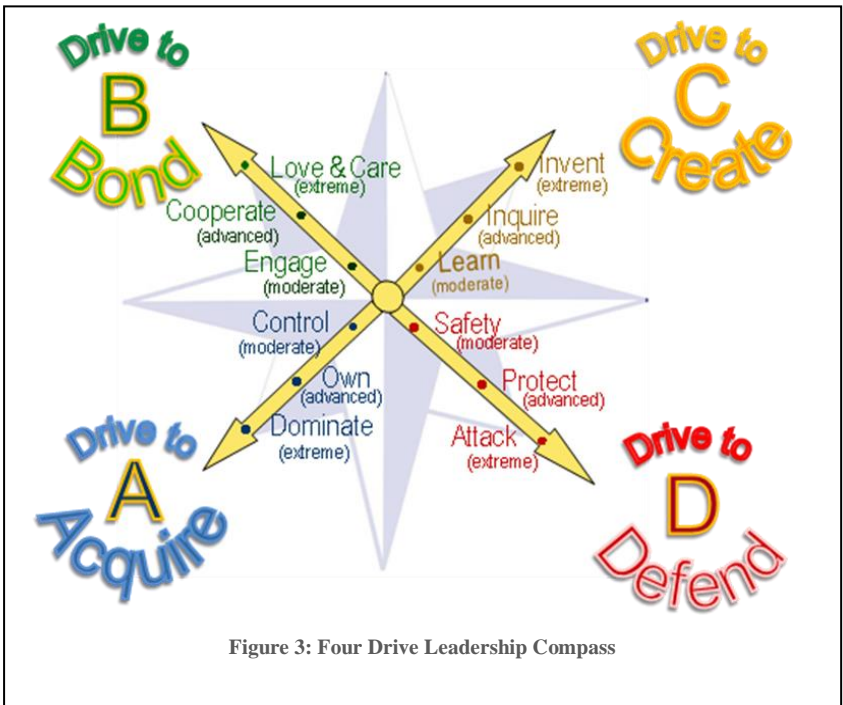 Drive to
B
Bond
Drive to
C
Create
Love & Care
(extreme)
Cooperate
(advanced)
Engage
(moderate)
Invent
(extreme)
Inquire
(advanced)
Learn
(moderate)
Control
(moderate)
Own
(advanced)
Dominate
(extreme)
Safety
(moderate)
Protect
(advanced)
Attack
(extreme)
Drive to
A
Acquire
Drive to
D
Defend
Figure 3: Four Drive Leadership Compass